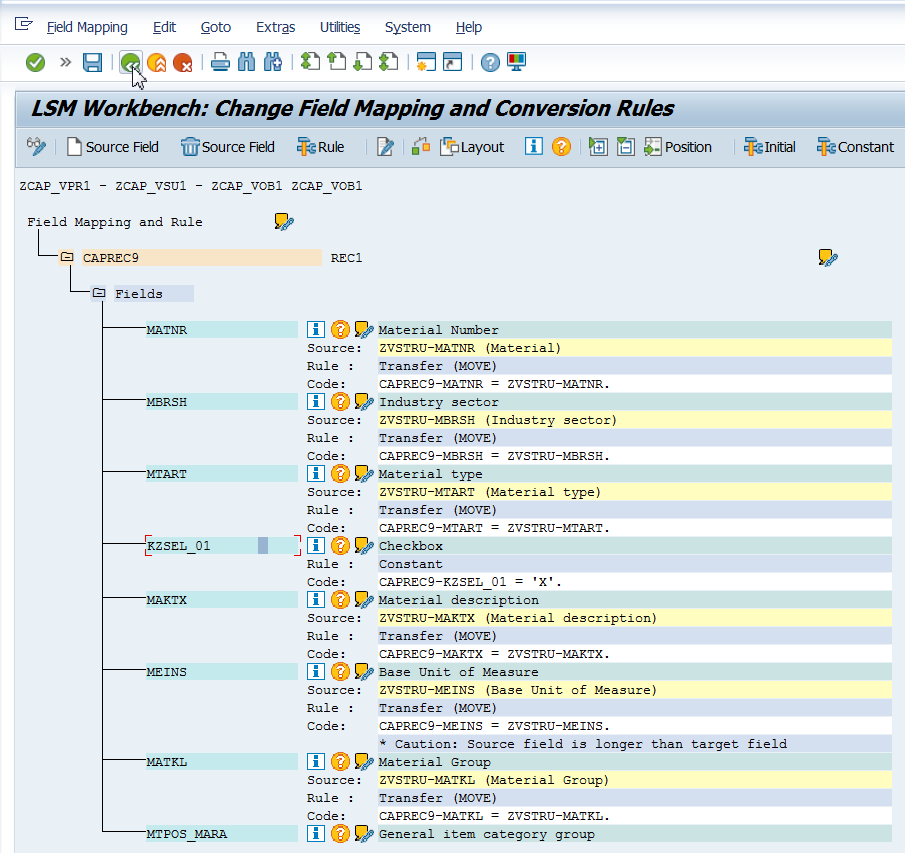 Field Mapping Edit Goto Extras Utilities System Help
LSM Workbench: Change Field Mapping and Conversion Rules
Source Field Source Field Rule Layout Position Initial Constant
ZCAP_VPR1 - ZCAP_VSU1 - ZCAP_VOB1 ZCAP_VOB1
Field Mapping and Rule
CAPREC9 REC1
Fields
MATNR Material Number
Source: ZVSTRU-MATNR (Material)
Rule : Transfer (MOVE)
Code: CAPREC9-MATNR = ZVSTRU-MATNR.
MBRSH Industry sector
Source: ZVSTRU-MBRSH (Industry sector)
Rule : Transfer (MOVE)
Code: CAPREC9-MBRSH = ZVSTRU-MBRSH.
MTART Material type
Source: ZVSTRU-MTART (Material type)
Rule : Transfer (MOVE)
Code: CAPREC9-MTART = ZVSTRU-MTART.
KZSEL_01 Checkbox
Rule : Constant
Code: CAPREC9-KZSEL_01 = 'X'.
MAKTX Material description
Source: ZVSTRU-MAKTX (Material description)
Rule : Transfer (MOVE)
Code: CAPREC9-MAKTX = ZVSTRU-MAKTX.
MEINS Base Unit of Measure
Source: ZVSTRU-MEINS (Base Unit of Measure)
Rule : Transfer (MOVE)
Code: CAPREC9-MEINS = ZVSTRU-MEINS.
* Caution: Source field is longer than target field
MATKL Material Group
Source: ZVSTRU-MATKL (Material Group)
Rule : Transfer (MOVE)
Code: CAPREC9-MATKL = ZVSTRU-MATKL.
MTPOS_MARA General item category group